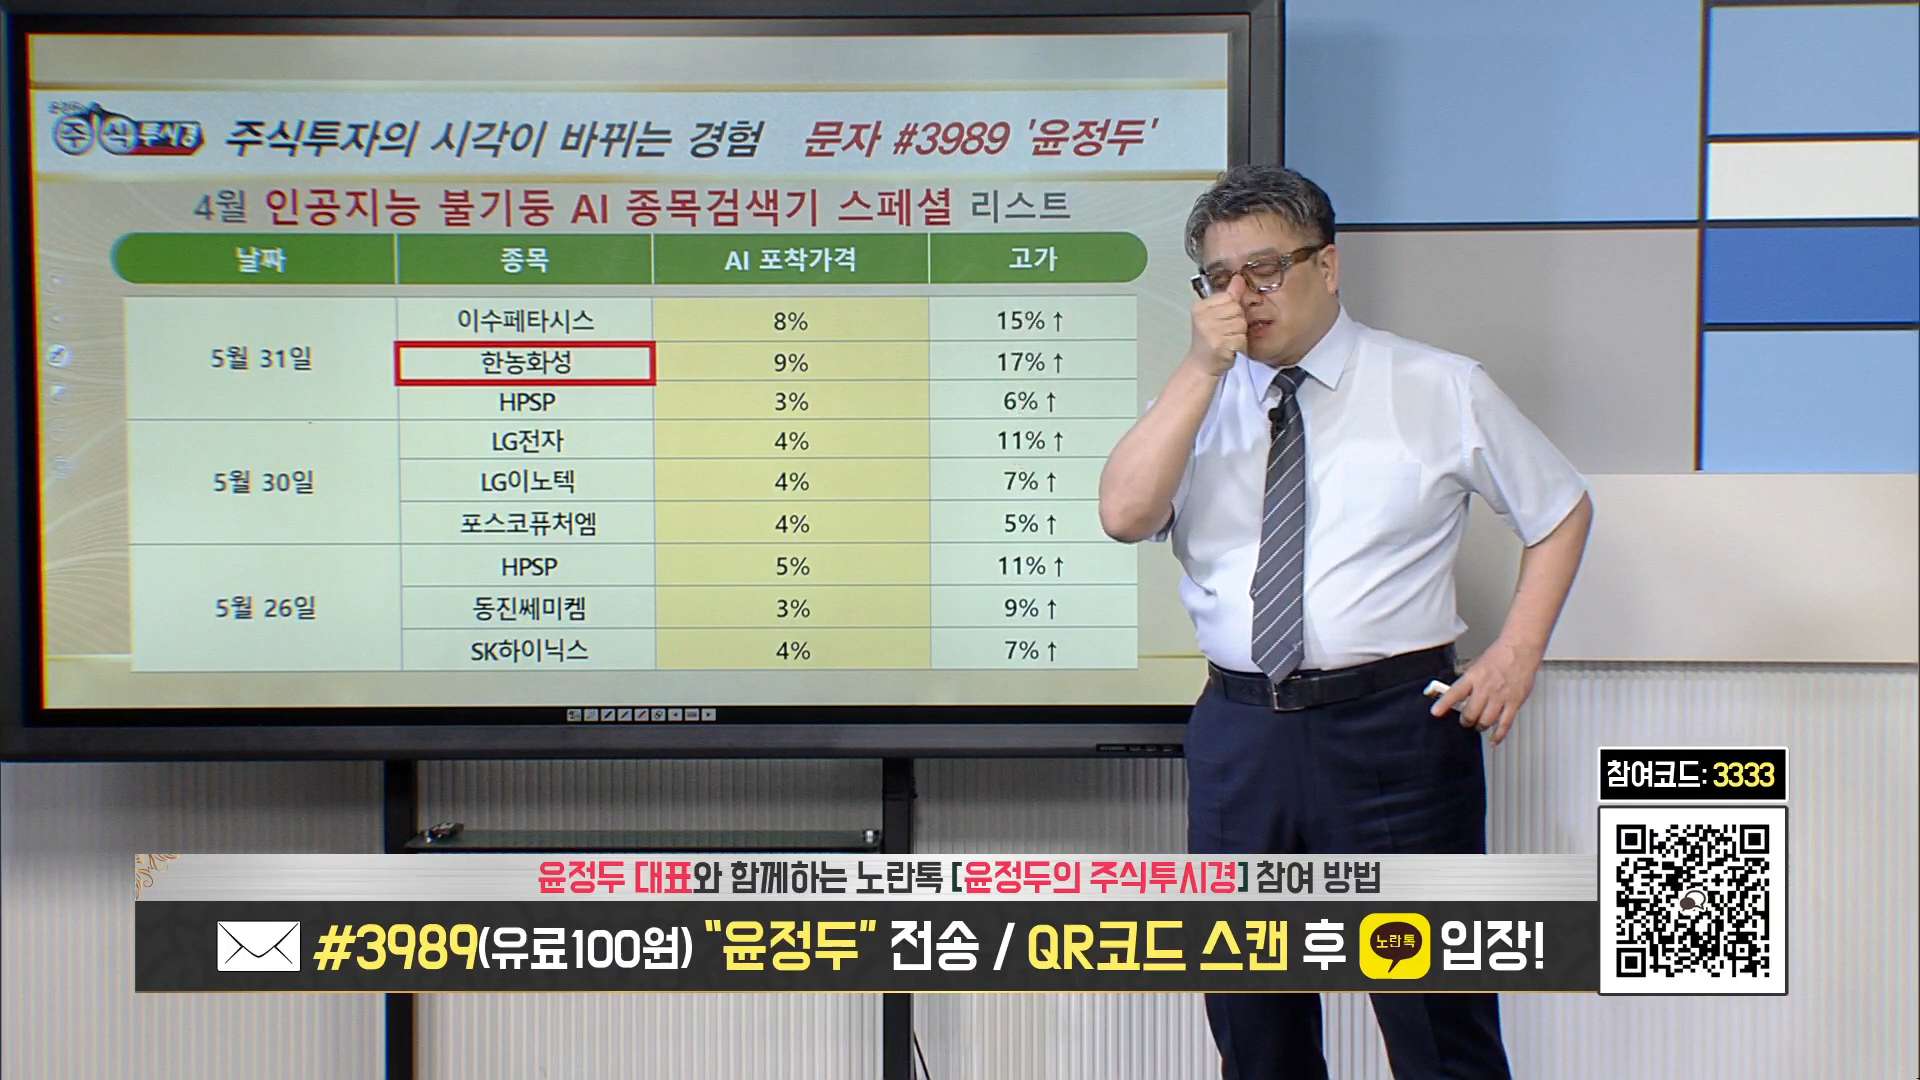 주식투시경 주식투자의 시각이 바뀌는 경험 문자 #3989 '윤정두'
4월 인공지능 불기둥 AI 종목검색기 스페셜 리스트
날짜 종목 AI 포착가격 고가
5월 31일
이수페타시스 8% 15%↑
한농화성 9% 17%↑
HPSP 3% 6%↑
5월 30일
LG전자 4% 11%↑
LG이노텍 4% 7%↑
포스코퓨처엠 4% 5%↑
5월 26일
HPSP 5% 11%↑
동진쎄미켐 3% 9%↑
SK하이닉스 4% 7%↑
참여코드: 3333
윤정두 대표와 함께하는 노란톡 [윤정두의 주식투시경] 참여 방법
#3989(유료100원) “윤정두” 전송 / QR코드 스캔 후 노란톡 입장!